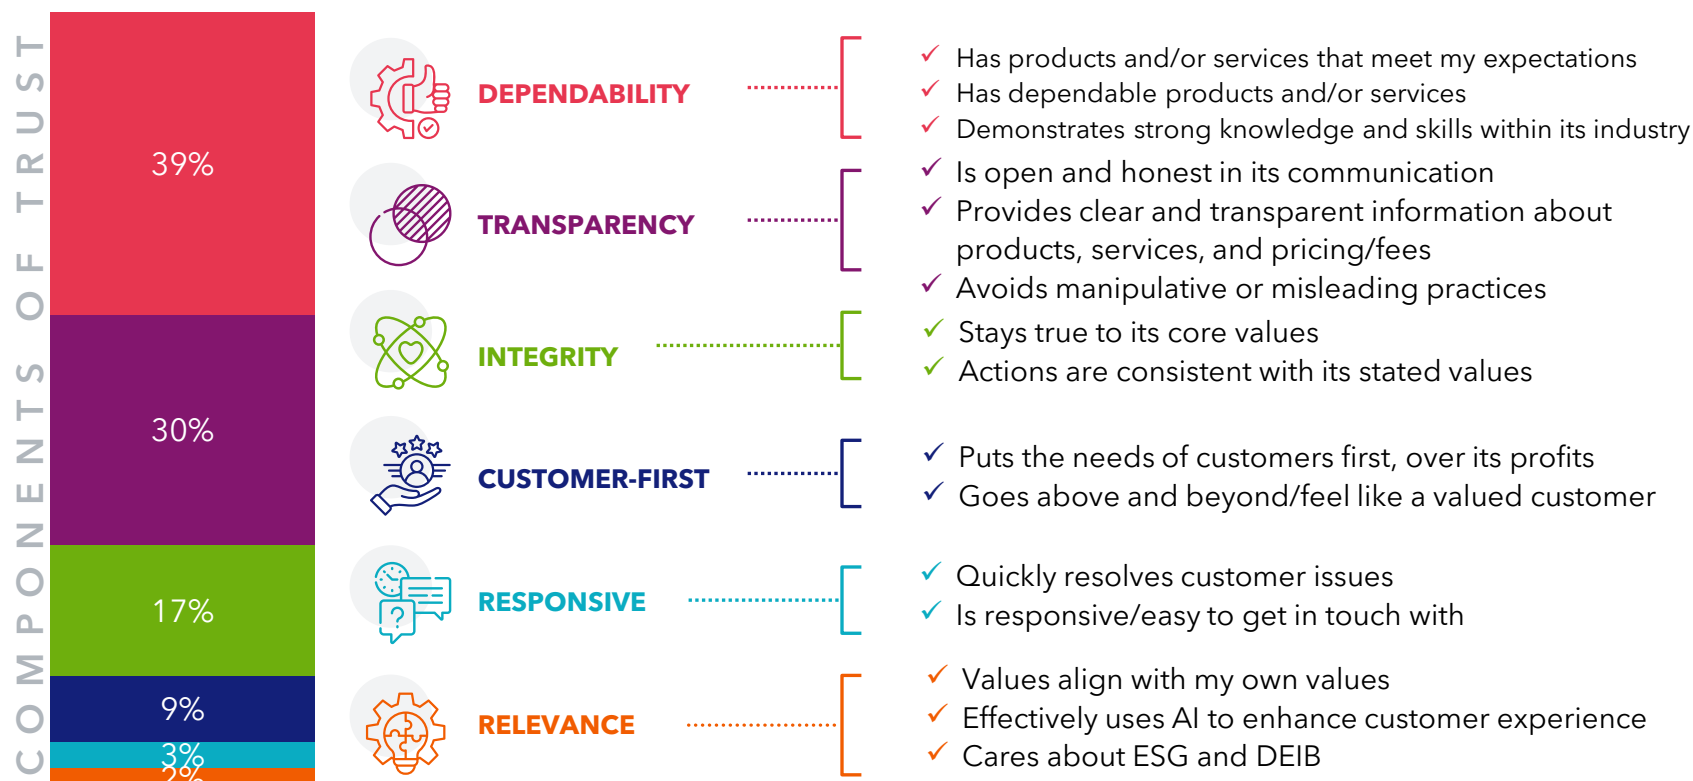 COMPONENTS OF TRUST
39%
30%
17%
9%
3%
2%
DEPENDABILITY
Has products and/or services that meet my expectations
Has dependable products and/or services
Demonstrates strong knowledge and skills within its industry
TRANSPARENCY
Is open and honest in its communication
Provides clear and transparent information about
products, services, and pricing/fees
Avoids manipulative or misleading practices
INTEGRITY
Stays true to its core values
Actions are consistent with its stated values
CUSTOMER-FIRST
Puts the needs of customers first, over its profits
Goes above and beyond/feel like a valued customer
?
RESPONSIVE
Quickly resolves customer issues
Is responsive/easy to get in touch with
RELEVANCE
Values align with my own values
Effectively uses AI to enhance customer experience
Cares about ESG and DEIB